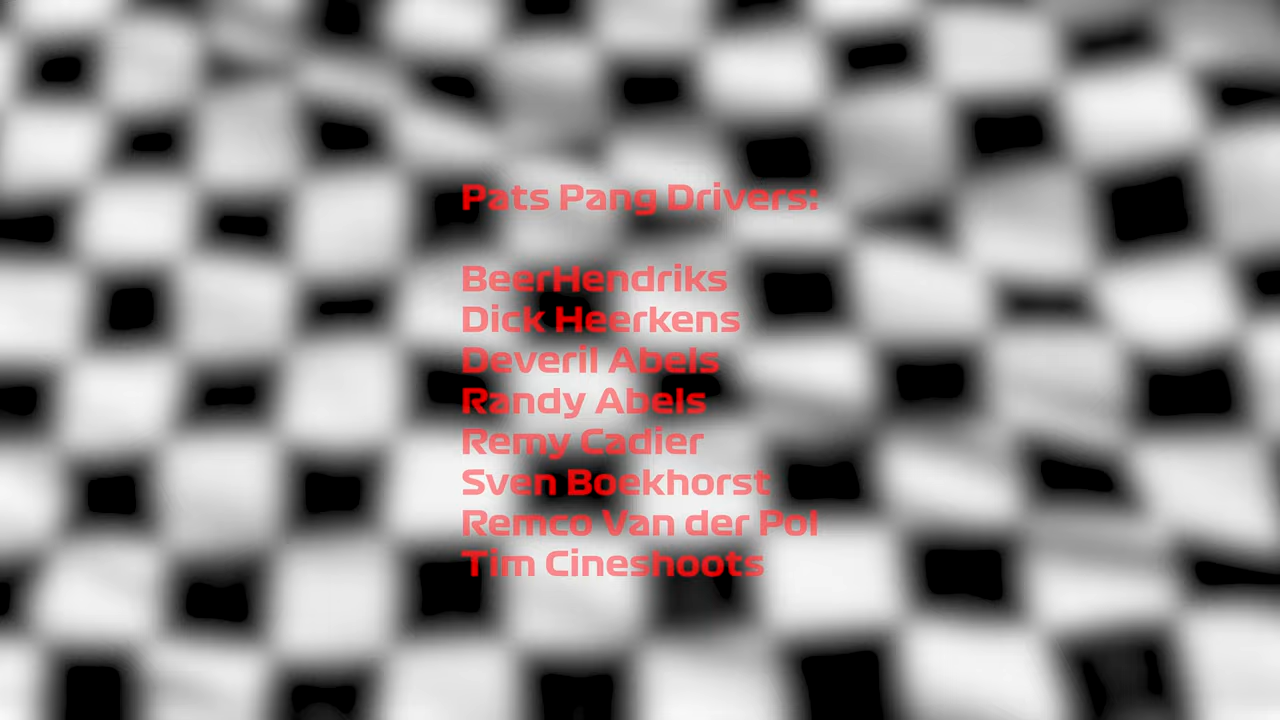 Pats Pang Drivers:
BeerHendriks
Dick Heerkens
Deveril Abels
Randy Abels
Remy Cadier
Sven Boekhorst
Remco Van der Pol
Tim Cineshoots